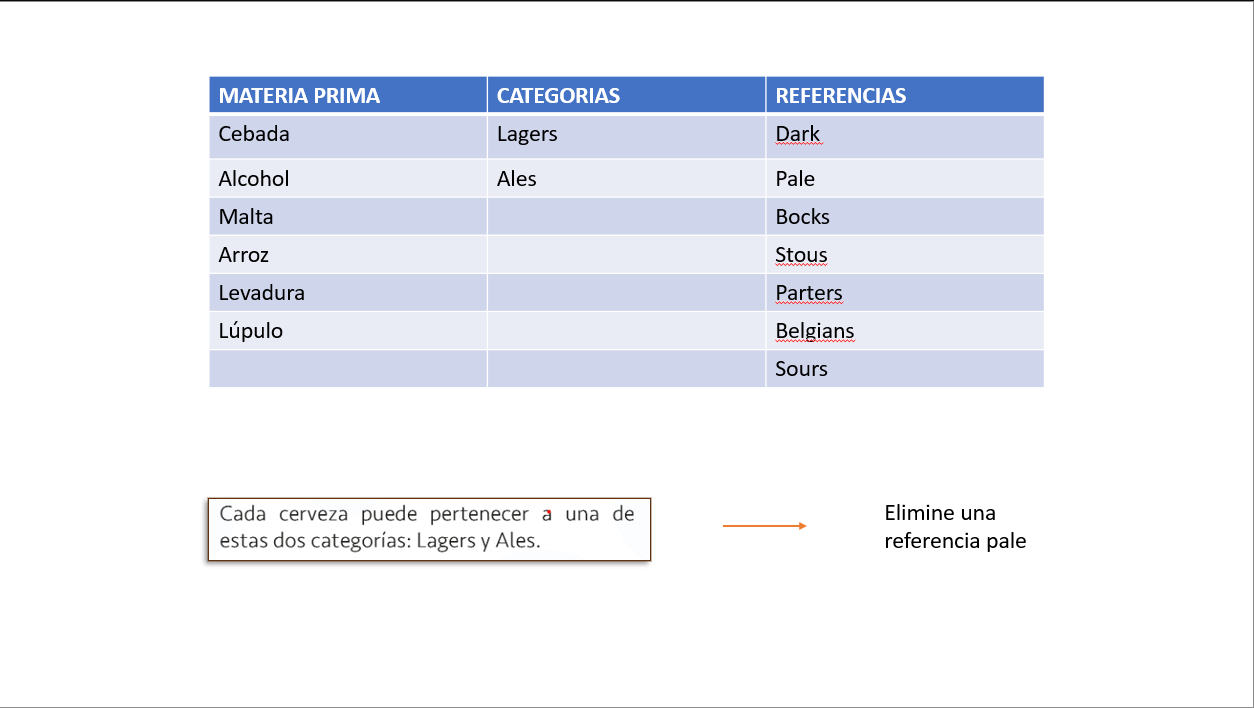 MATERIA PRIMA CATEGORIAS REFERENCIAS
Cebada Lagers Dark
Alcohol Ales Pale
Malta Bocks
Arroz Stous
Levadura Parters
Lúpulo Belgians
Sours
Cada cerveza puede pertenecer a una de
estas dos categorías: Lagers y Ales.
Elimine una
referencia pale